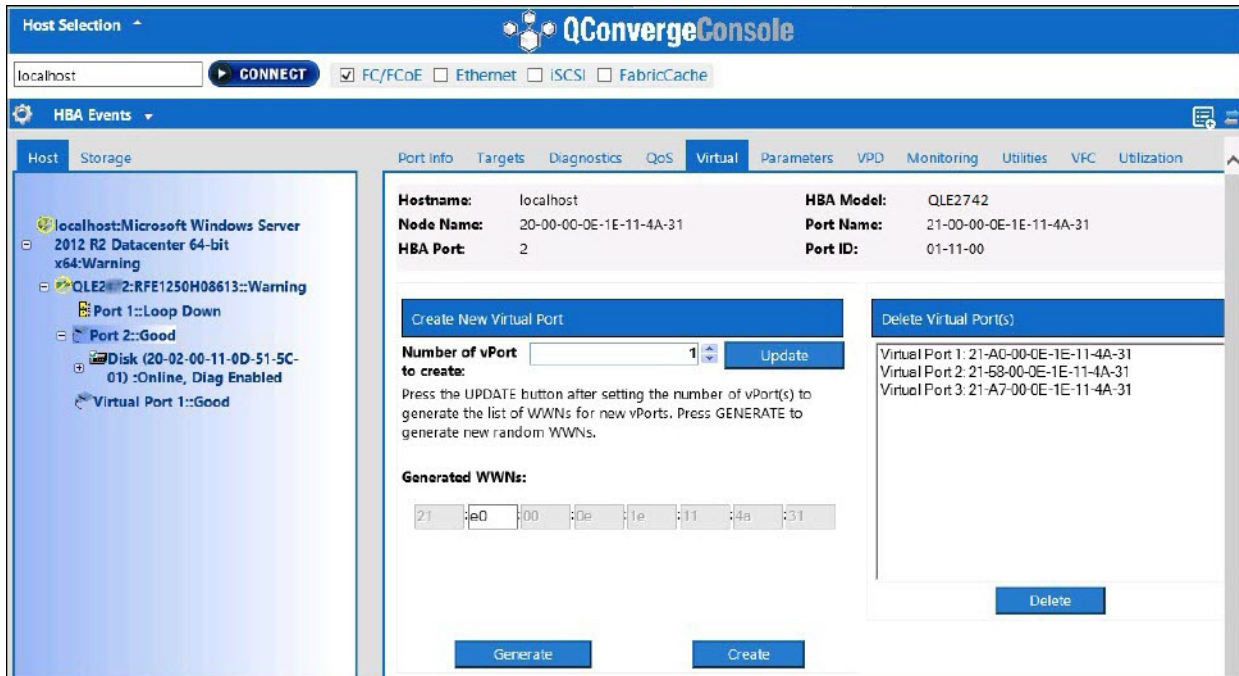 Host Selection
QConvergeConsole
localhost
CONNECT
FC/FCoE
Ethernet
iSCSI
FabricCache
HBA Events
Host
Storage
Port Info
Targets
Diagnostics
QoS
Virtual
Parameters
VPD
Monitoring
Utilities
VFC
Utilization
localhost:Microsoft Windows Server
2012 R2 Datacenter 64-bit
x64:Warning
2:RFE1250H08613::Warning
Port 1::Loop Down
Port 2::Good
Disk (20-02-00-11-0D-51-5C-
01) :Online, Diag Enabled
Virtual Port 1::Good
Hostname: localhost
HBA Model: QLE2742
Node Name: 20-00-00-0E-1E-11-4A-31
Port Name: 21-00-00-0E-1E-11-4A-31
HBA Port: 2
Port ID: 01-11-00
Create New Virtual Port
Number of vPort
to create:
1
Update
Press the UPDATE button after setting the number of vPort(s) to
generate the list of WWNs for new vPorts. Press GENERATE to
generate new random WWNs.
Generated WWNs:
21 :e0 :00 :0e :1e :11 :4a :31
Generate
Create
Delete Virtual Port(s)
Virtual Port 1: 21-A0-00-0E-1E-11-4A-31
Virtual Port 2: 21-58-00-0E-1E-11-4A-31
Virtual Port 3: 21-A7-00-0E-1E-11-4A-31
Delete